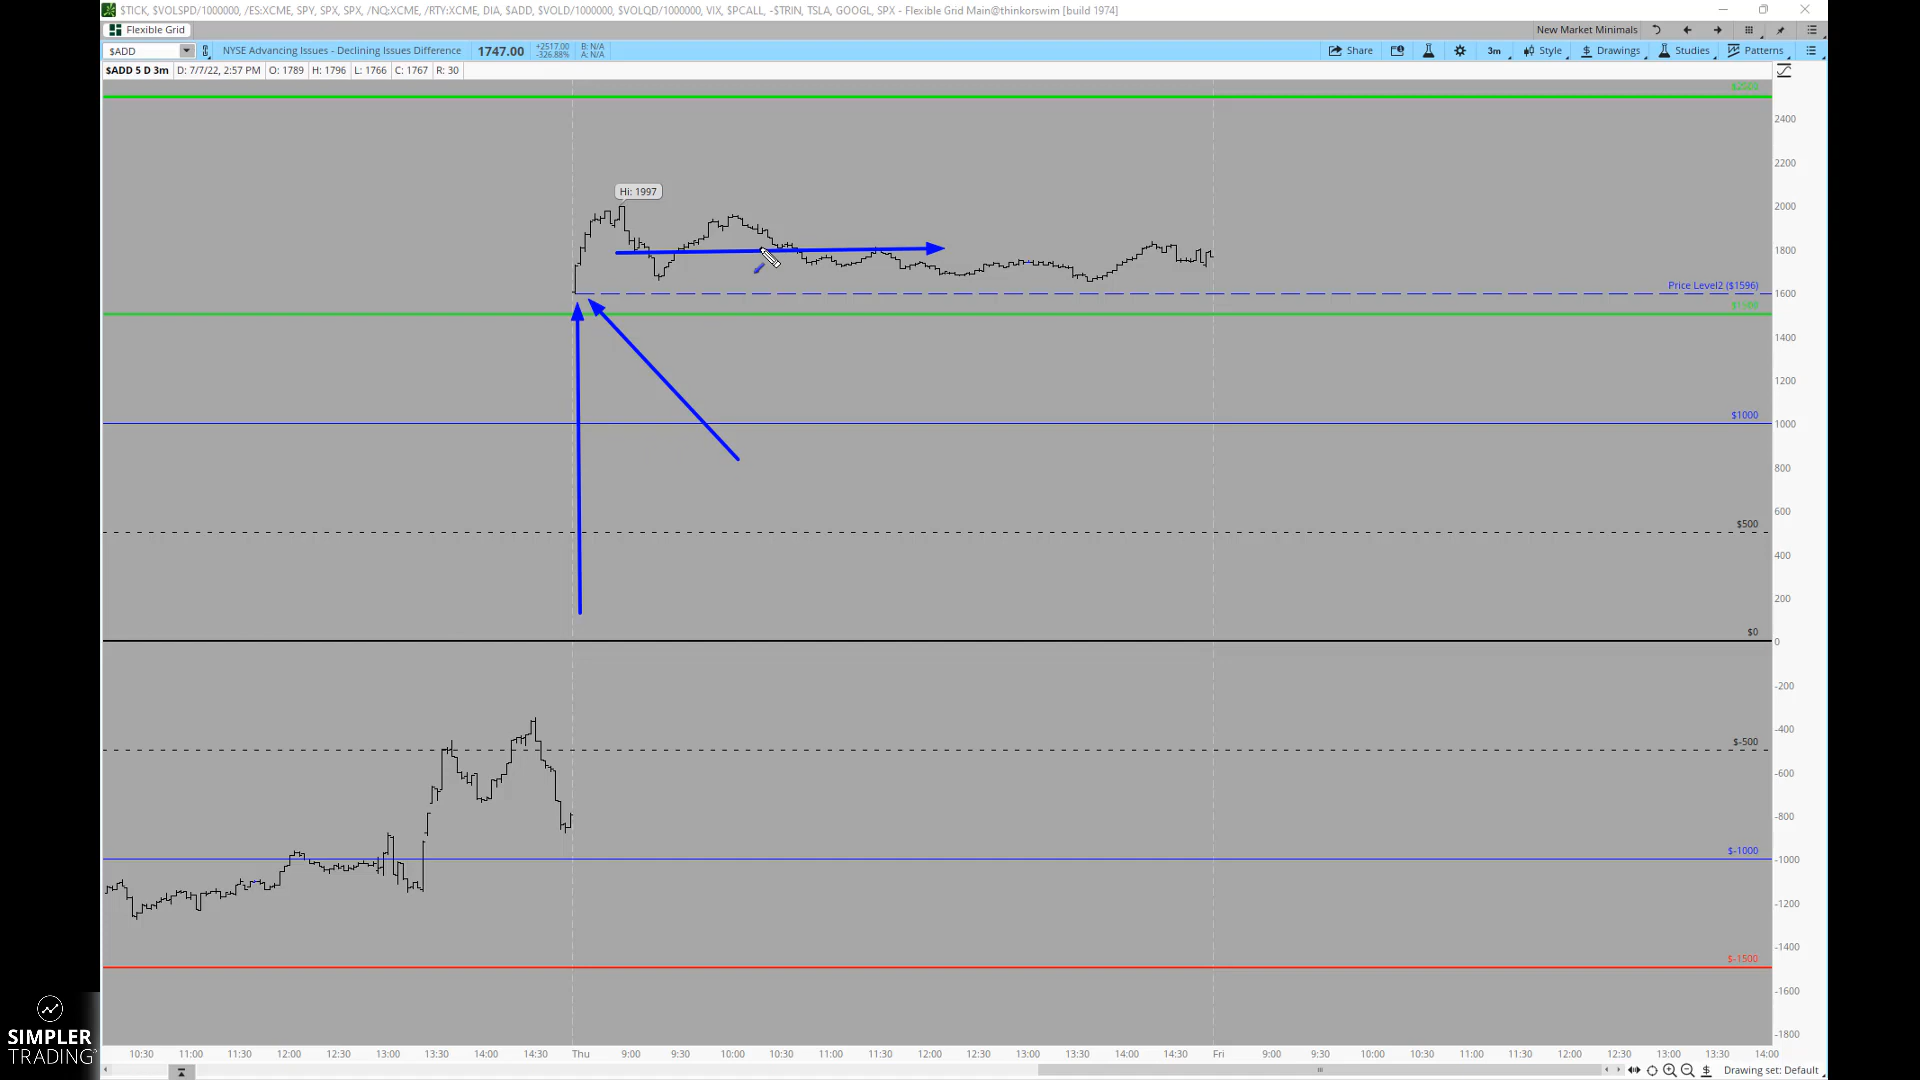 $TICK, $VOLSPD/1000000, /ES:XCME, SPY, SPX, SPX, /NQ:XCME, /RTY:XCME, DIA, $ADD, $VOLD/1000000, $VOLQD/1000000, VIX, $PCALL, -$TRIN, TSLA, GOOGL, SPX - Flexible Grid Main@thinkorswim [build 1974]
Flexible Grid
New Market Minimals
$ADD
NYSE Advancing Issues - Declining Issues Difference
1747.00
+2517.00
-326.88%
B: N/A
A: N/A
Share
3m
Style
Drawings
Studies
Patterns
$ADD 5 D 3m
D: 7/7/22, 2:57 PM
O: 1789
H: 1796
L: 1766
C: 1767
R: 30
$2500
2400
2200
Hi: 1997
2000
1800
Price Level2 ($1596)
1600
$1500
1400
1200
$1000
1000
800
600
$500
400
200
$0
0
-200
-400
$-500
-600
-800
$-1000
-1000
-1200
-1400
$-1500
-1600
-1800
10:30 11:00 11:30 12:00 12:30 13:00 13:30 14:00 14:30 Thu 9:00 9:30 10:00 10:30 11:00 11:30 12:00 12:30 13:00 13:30 14:00 14:30 Fri 9:00 9:30 10:00 10:30 11:00 11:30 12:00 12:30 13:00 13:30 14:00
Drawing set: Default
SIMPLER
TRADING